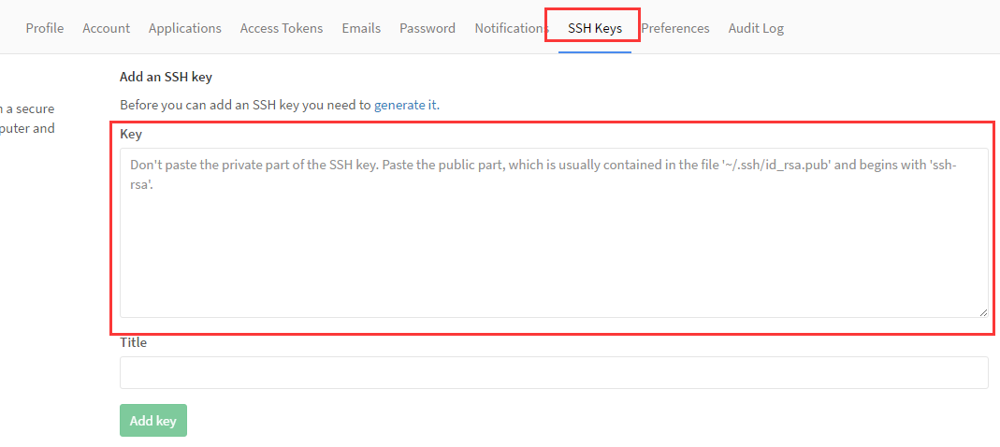 Profile Account Applications Access Tokens Emails Password Notifications SSH Keys Preferences Audit Log
Add an SSH key
Before you can add an SSH key you need to generate it.
a secure
puter and
Key
Don't paste the private part of the SSH key. Paste the public part, which is usually contained in the file '~/.ssh/id_rsa.pub' and begins with 'ssh-
rsa'.
Title
Add key